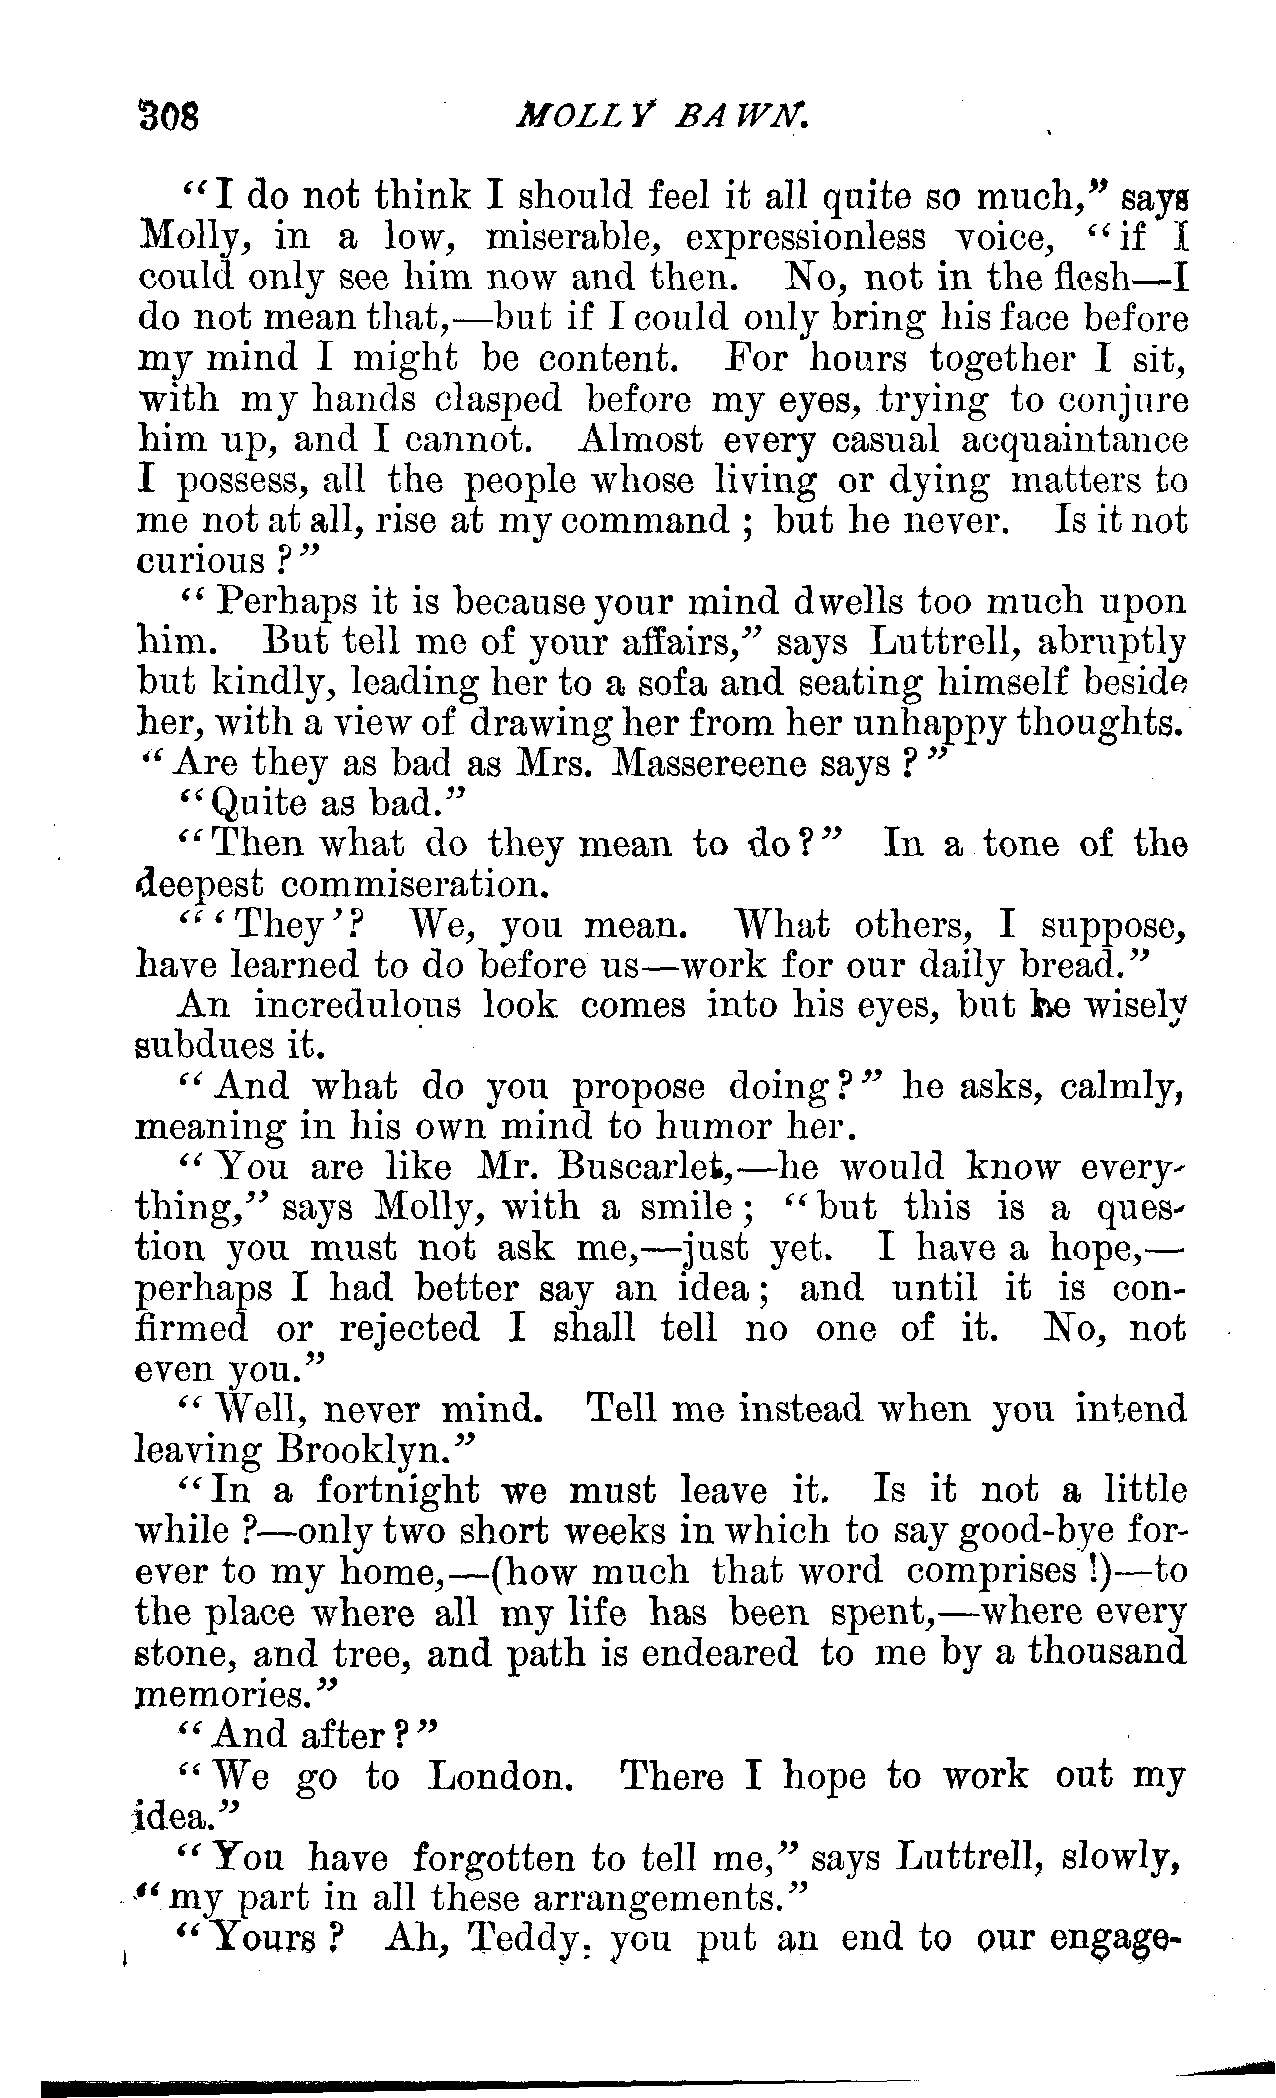 308 MOLLY BAWN.
“I do not think I should feel it all quite so much,” says
Molly, in a low, miserable, expressionless voice, “if I
could only see him now and then. No, not in the flesh—I
do not mean that,—but if I could only bring his face before
my mind I might be content. For hours together I sit,
with my hands clasped before my eyes, trying to conjure
him up, and I cannot. Almost every casual acquaintance
I possess, all the people whose living or dying matters to
me not at all, rise at my command ; but he never. Is it not
curious ?”
“ Perhaps it is because your mind dwells too much upon
him. But tell me of your affairs,” says Luttrell, abruptly
but kindly, leading her to a sofa and seating himself beside
her, with a view of drawing her from her unhappy thoughts.
“Are they as bad as Mrs. Massereene says ?”
“Quite as bad.”
“Then what do they mean to do?” In a tone of the
deepest commiseration.
“‘They’? We, you mean. What others, I suppose,
have learned to do before us—work for our daily bread.”
An incredulous look comes into his eyes, but he wisely
subdues it.
“ And what do you propose doing?” he asks, calmly,
meaning in his own mind to humor her.
“ You are like Mr. Buscarlet,—he would know every-
thing,” says Molly, with a smile ; “but this is a ques-
tion you must not ask me,—just yet. I have a hope,—
perhaps I had better say an idea ; and until it is con-
firmed or rejected I shall tell no one of it. No, not
even you.”
“ Well, never mind. Tell me instead when you intend
leaving Brooklyn.”
“In a fortnight we must leave it. Is it not a little
while ?—only two short weeks in which to say good-bye for-
ever to my home,—(how much that word comprises !)—to
the place where all my life has been spent,—where every
stone, and tree, and path is endeared to me by a thousand
memories.”
“And after ?”
“We go to London. There I hope to work out my
idea.”
“ You have forgotten to tell me,” says Luttrell, slowly,
“my part in all these arrangements.”
“Yours ? Ah, Teddy, you put an end to our engage-